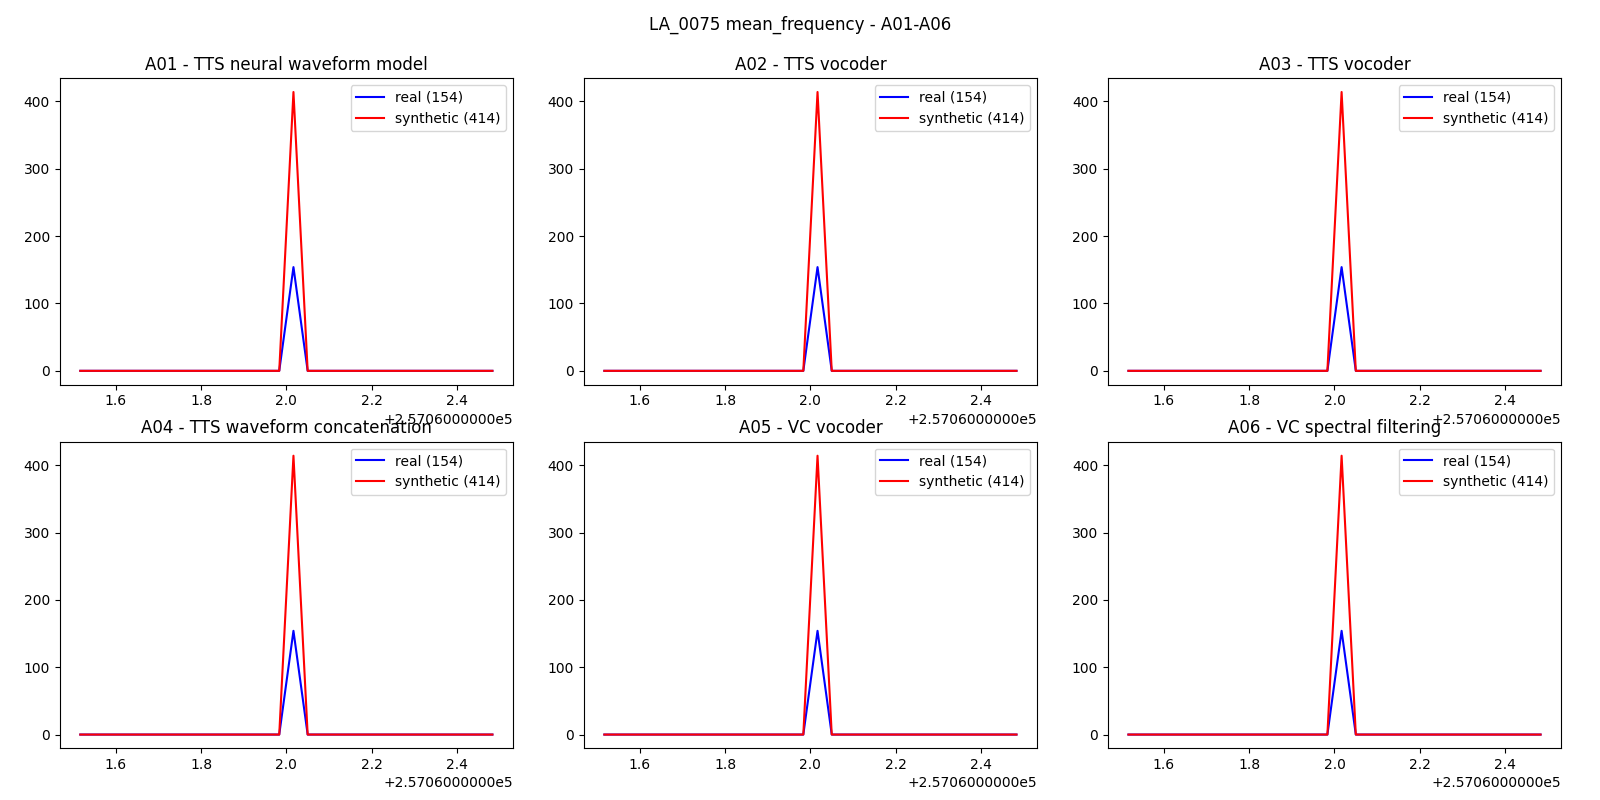 LA_0075 mean_frequency - A01-A06
A01 - TTS neural waveform model
400
300
200
100
0
real (154)
synthetic (414)
1.6 1.8 2.0 2.2 2.4
+2.5706000000e5
A02 - TTS vocoder
400
300
200
100
0
real (154)
synthetic (414)
1.6 1.8 2.0 2.2 2.4
+2.5706000000e5
A03 - TTS vocoder
400
300
200
100
0
real (154)
synthetic (414)
1.6 1.8 2.0 2.2 2.4
+2.5706000000e5
A04 - TTS waveform concatenation
400
300
200
100
0
real (154)
synthetic (414)
1.6 1.8 2.0 2.2 2.4
+2.5706000000e5
A05 - VC vocoder
400
300
200
100
0
real (154)
synthetic (414)
1.6 1.8 2.0 2.2 2.4
+2.5706000000e5
A06 - VC spectral filtering
400
300
200
100
0
real (154)
synthetic (414)
1.6 1.8 2.0 2.2 2.4
+2.5706000000e5